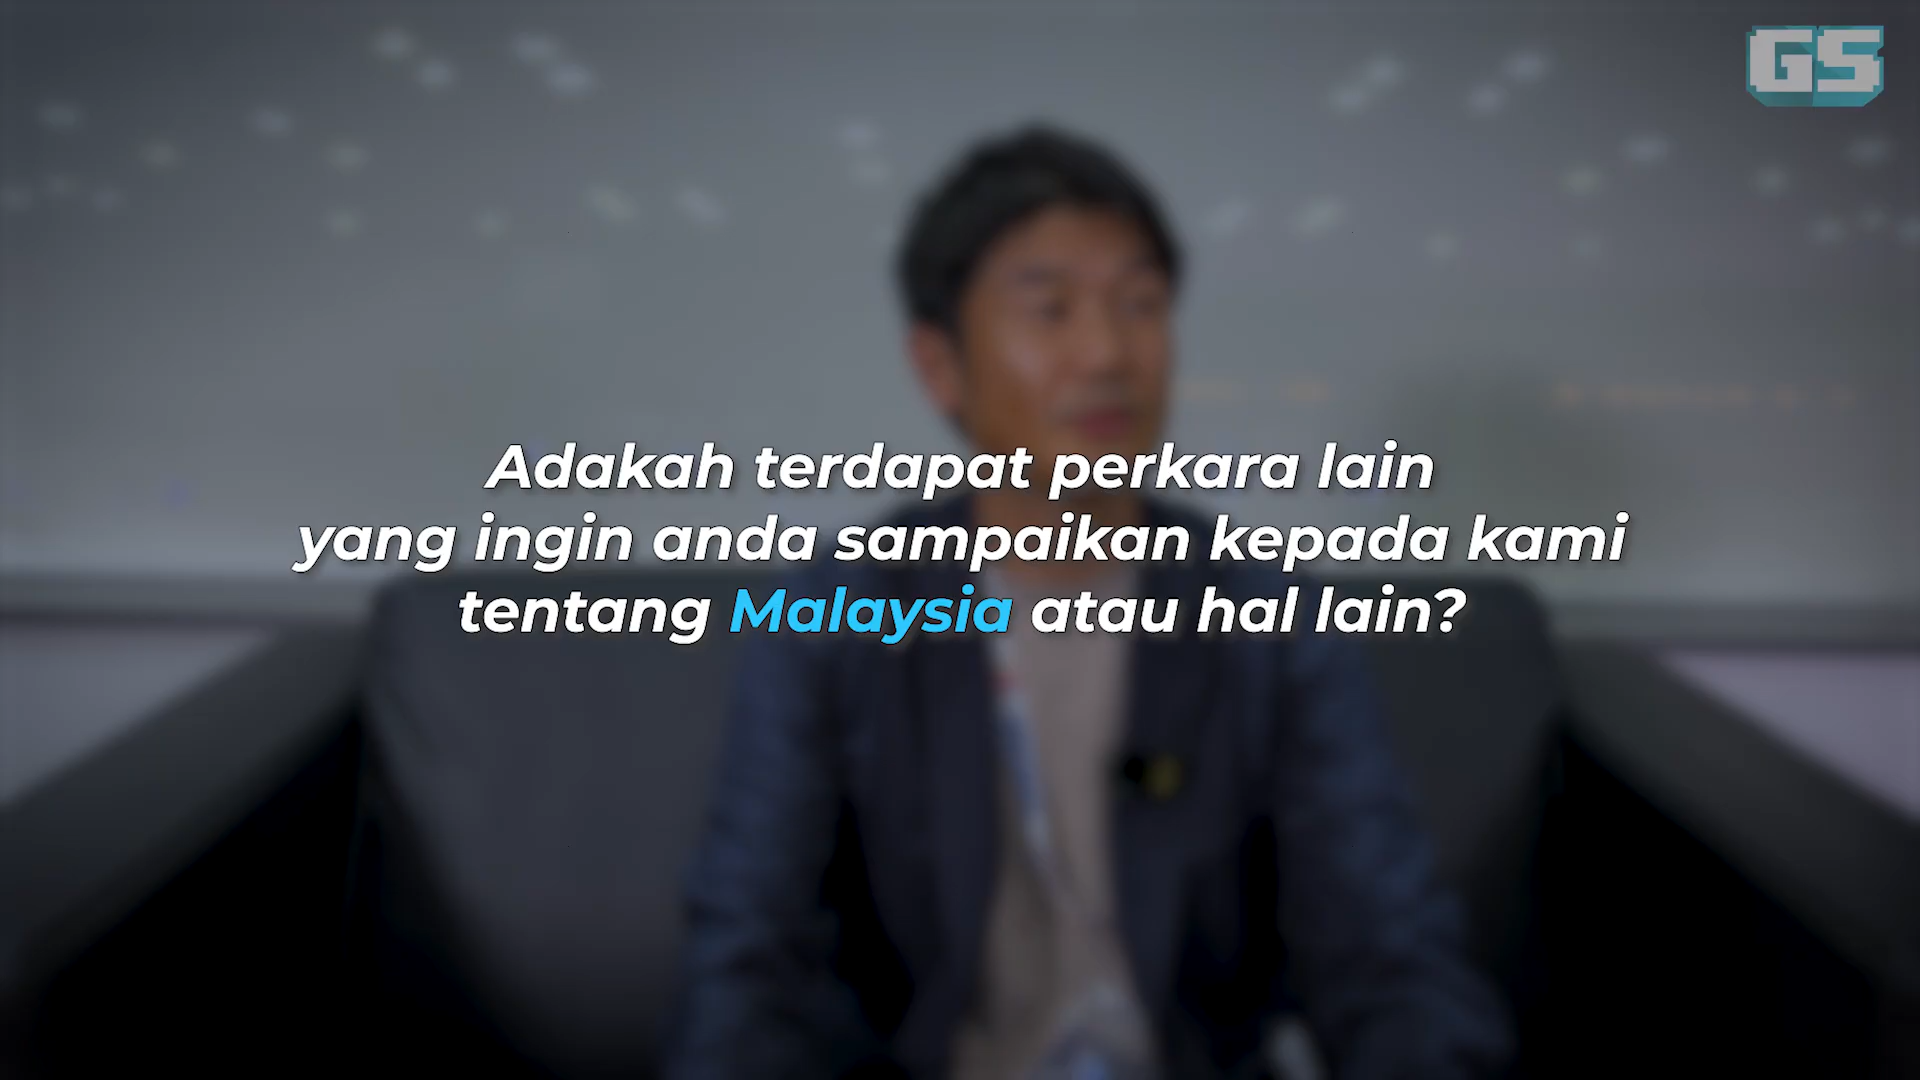 GS
Adakah terdapat perkara lain
yang ingin anda sampaikan kepada kami
tentang Malaysia atau hal lain?